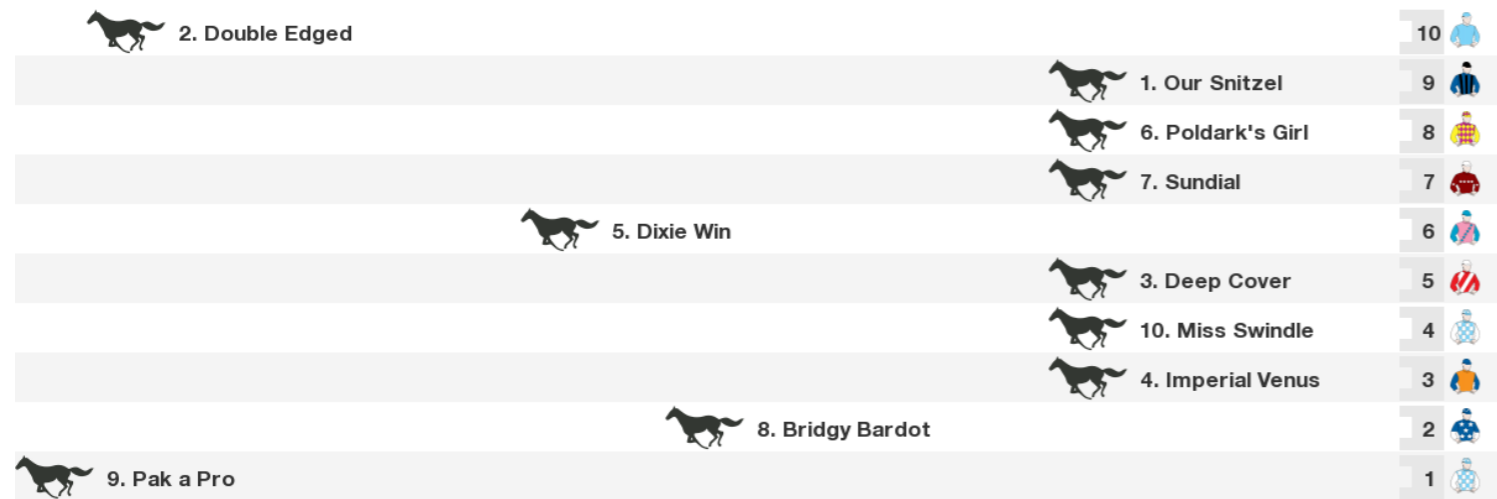 2. Double Edged 10
1. Our Snitzel 9
6. Poldark's Girl 8
7. Sundial 7
5. Dixie Win 6
3. Deep Cover 5
10. Miss Swindle 4
4. Imperial Venus 3
8. Bridgy Bardot 2
9. Pak a Pro 1